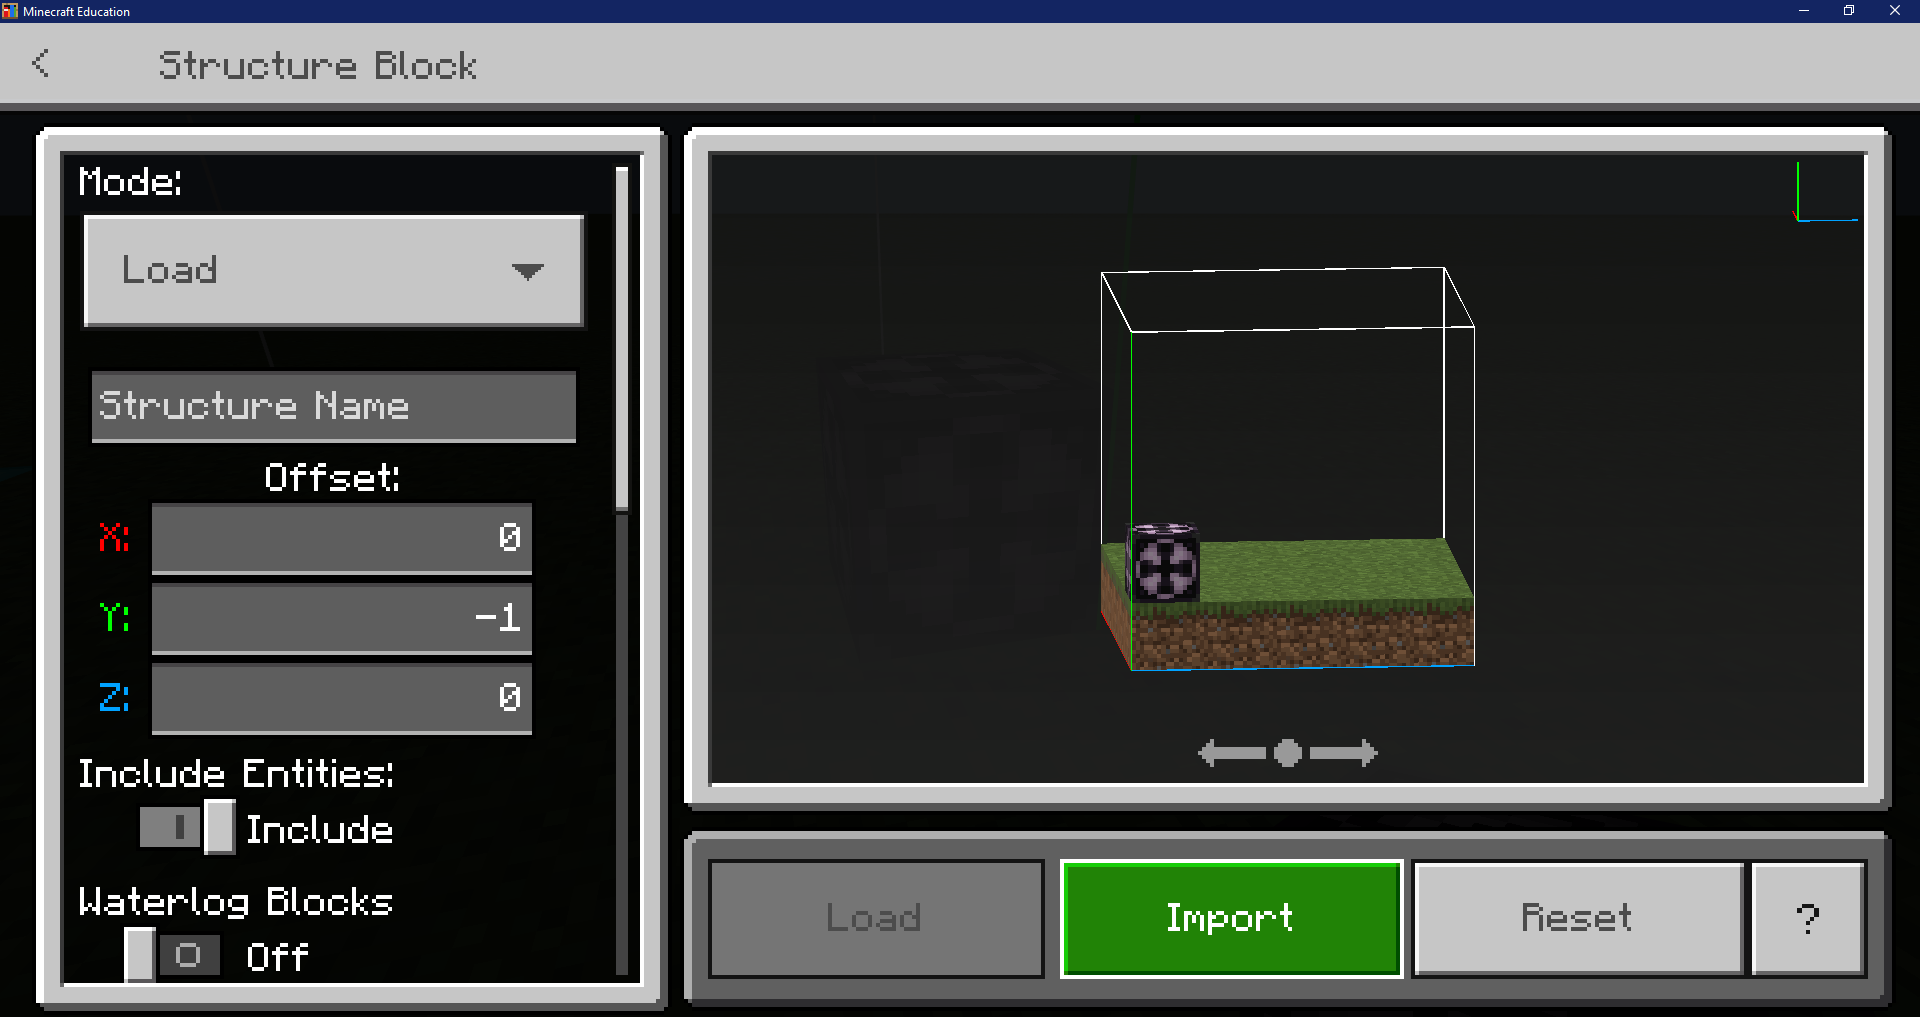 Minecraft Education
Structure Block
Mode:
Load
Structure Name
Offset:
X: 0
Y: -1
Z: 0
Include Entities:
Include
Waterlog Blocks
Off
Load
Import
Reset
?